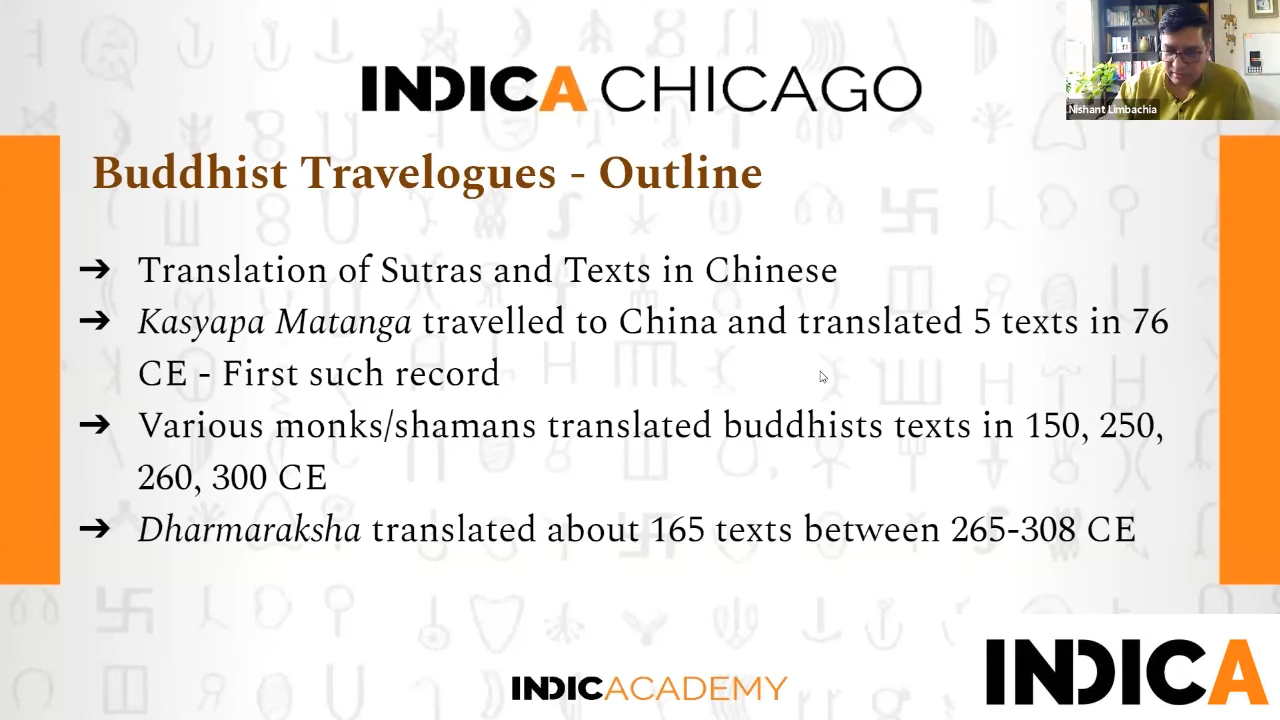 INDICA CHICAGO
Nishant Limbachia
Buddhist Travelogues - Outline
➔ Translation of Sutras and Texts in Chinese
➔ Kasyapa Matanga travelled to China and translated 5 texts in 76
CE - First such record
➔ Various monks/shamans translated buddhists texts in 150, 250,
260, 300 CE
➔ Dharmaraksha translated about 165 texts between 265-308 CE
INDICACADEMY
INDICA